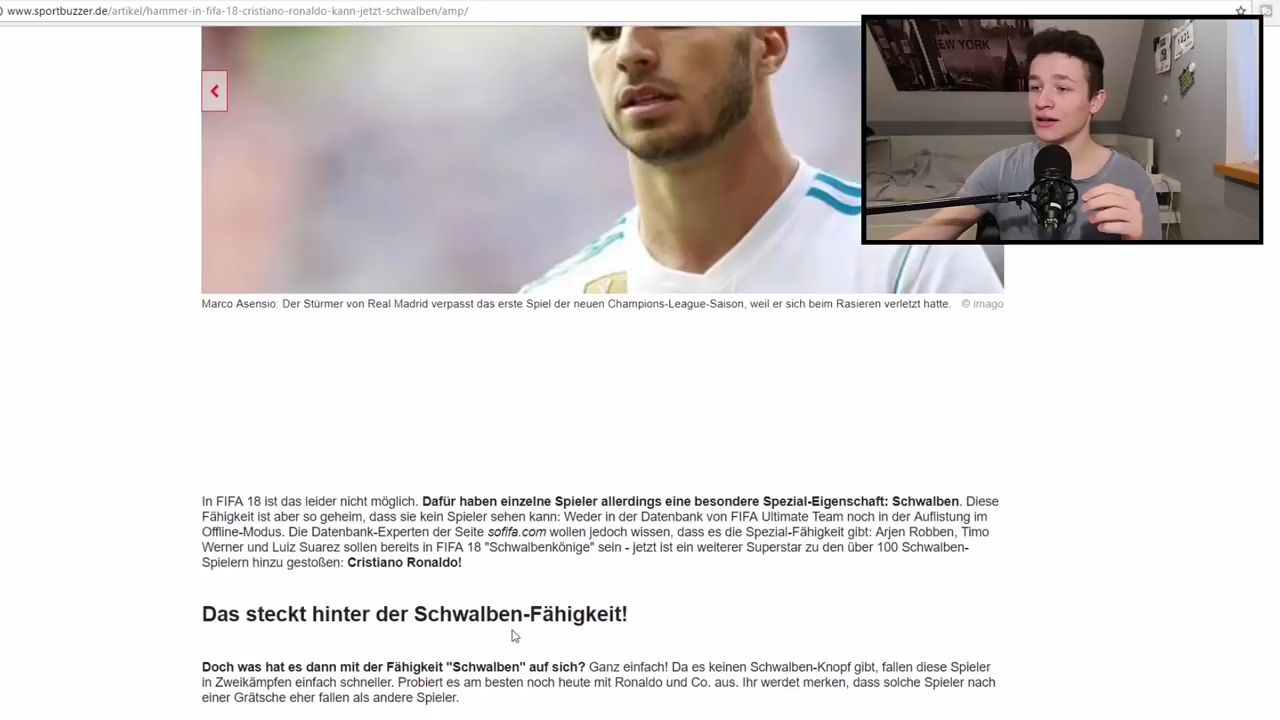 www.sportbuzzer.de/artikel/hammer-in-fifa-18-cristiano-ronaldo-kann-jetzt-schwalben/amp/
NEW YORK
Marco Asensio: Der Stürmer von Real Madrid verpasst das erste Spiel der neuen Champions-League-Saison, weil er sich beim Rasieren verletzt hatte. © imago
In FIFA 18 ist das leider nicht möglich. Dafür haben einzelne Spieler allerdings eine besondere Spezial-Eigenschaft: Schwalben. Diese
Fähigkeit ist aber so geheim, dass sie kein Spieler sehen kann: Weder in der Datenbank von FIFA Ultimate Team noch in der Auflistung im
Offline-Modus. Die Datenbank-Experten der Seite sofifa.com wollen jedoch wissen, dass es die Spezial-Fähigkeit gibt: Arjen Robben, Timo
Werner und Luiz Suarez sollen bereits in FIFA 18 "Schwalbenkönige" sein - jetzt ist ein weiterer Superstar zu den über 100 Schwalben-
Spielern hinzu gestoßen: Cristiano Ronaldo!
Das steckt hinter der Schwalben-Fähigkeit!
Doch was hat es dann mit der Fähigkeit "Schwalben" auf sich? Ganz einfach! Da es keinen Schwalben-Knopf gibt, fallen diese Spieler
in Zweikämpfen einfach schneller. Probiert es am besten noch heute mit Ronaldo und Co. aus. Ihr werdet merken, dass solche Spieler nach
einer Grätsche eher fallen als andere Spieler.